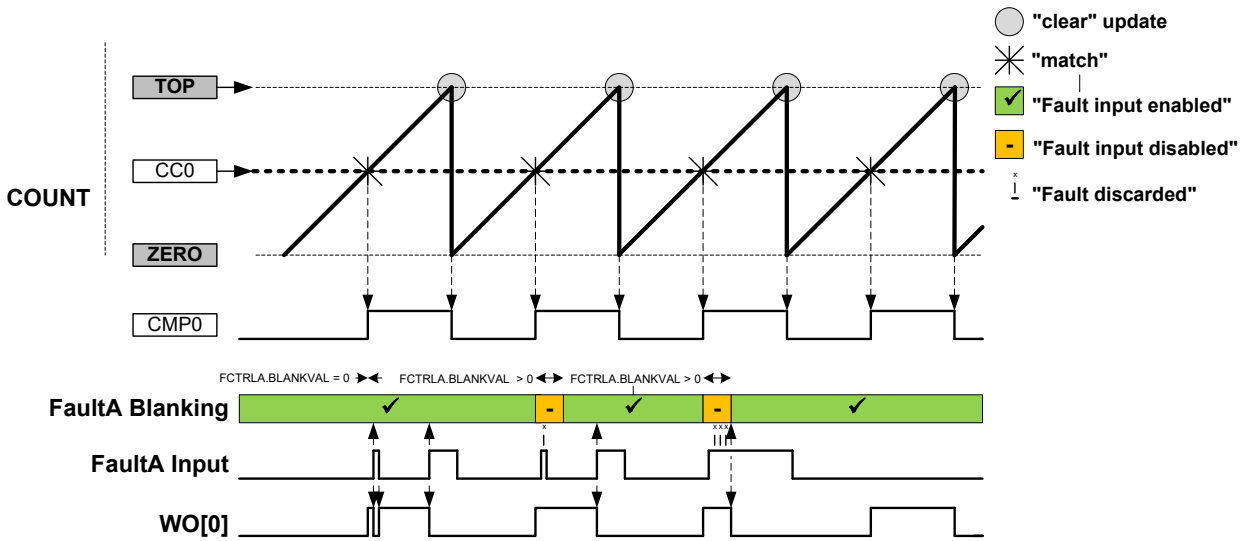 "clear" update
"match"
✓ "Fault input enabled"
- "Fault input disabled"
x
"Fault discarded"
TOP
CC0
COUNT
ZERO
CMP0
FCTRLA.BLANKVAL = 0
FCTRLA.BLANKVAL > 0
FCTRLA.BLANKVAL > 0
FaultA Blanking
✓ - ✓ - ✓
x xxx
FaultA Input
WO[0]